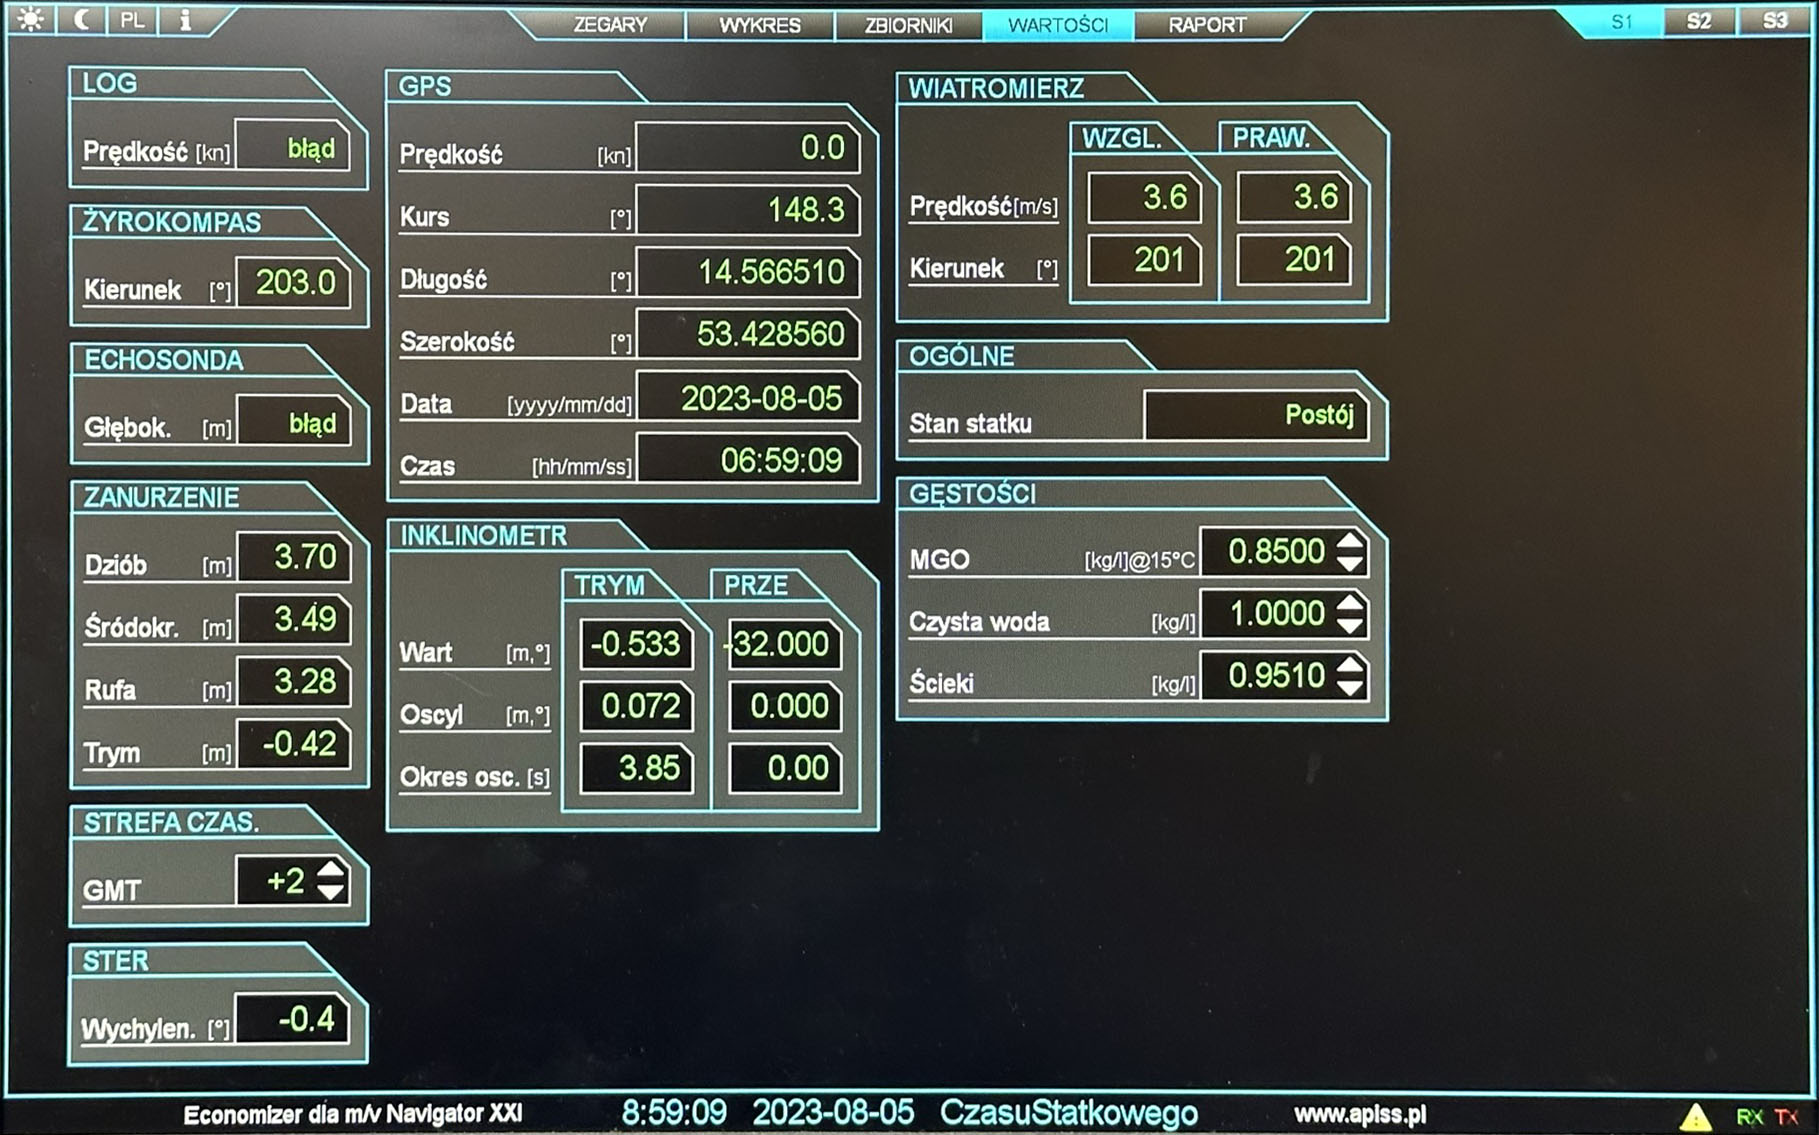 PL i ZEGARY WYKRES ZBIORNIKI WARTOŚCI RAPORT S1 S2 S3
LOG
Prędkość [kn] błąd
ŻYROKOMPAS
Kierunek [°] 203.0
ECHOSONDA
Głębok. [m] błąd
ZANURZENIE
Dziób [m] 3.70
Śródokr. [m] 3.49
Rufa [m] 3.28
Trym [m] -0.42
STREFA CZAS.
GMT +2
STER
Wychylen. [°] -0.4
GPS
Prędkość [kn] 0.0
Kurs [°] 148.3
Długość [°] 14.566510
Szerokość [°] 53.428560
Data [yyyy/mm/dd] 2023-08-05
Czas [hh/mm/ss] 06:59:09
INKLINOMETR
TRYM PRZE
Wart [m,°] -0.533 -32.000
Oscyl [m,°] 0.072 0.000
Okres osc. [s] 3.85 0.00
WIATROMIERZ
WZGL. PRAW.
Prędkość[m/s] 3.6 3.6
Kierunek [°] 201 201
OGÓLNE
Stan statku Postój
GĘSTOŚCI
MGO [kg/l]@15°C 0.8500
Czysta woda [kg/l] 1.0000
Ścieki [kg/l] 0.9510
Economizer dla m/v Navigator XXI 8:59:09 2023-08-05 CzasuStatkowego www.apiss.pl RX TX